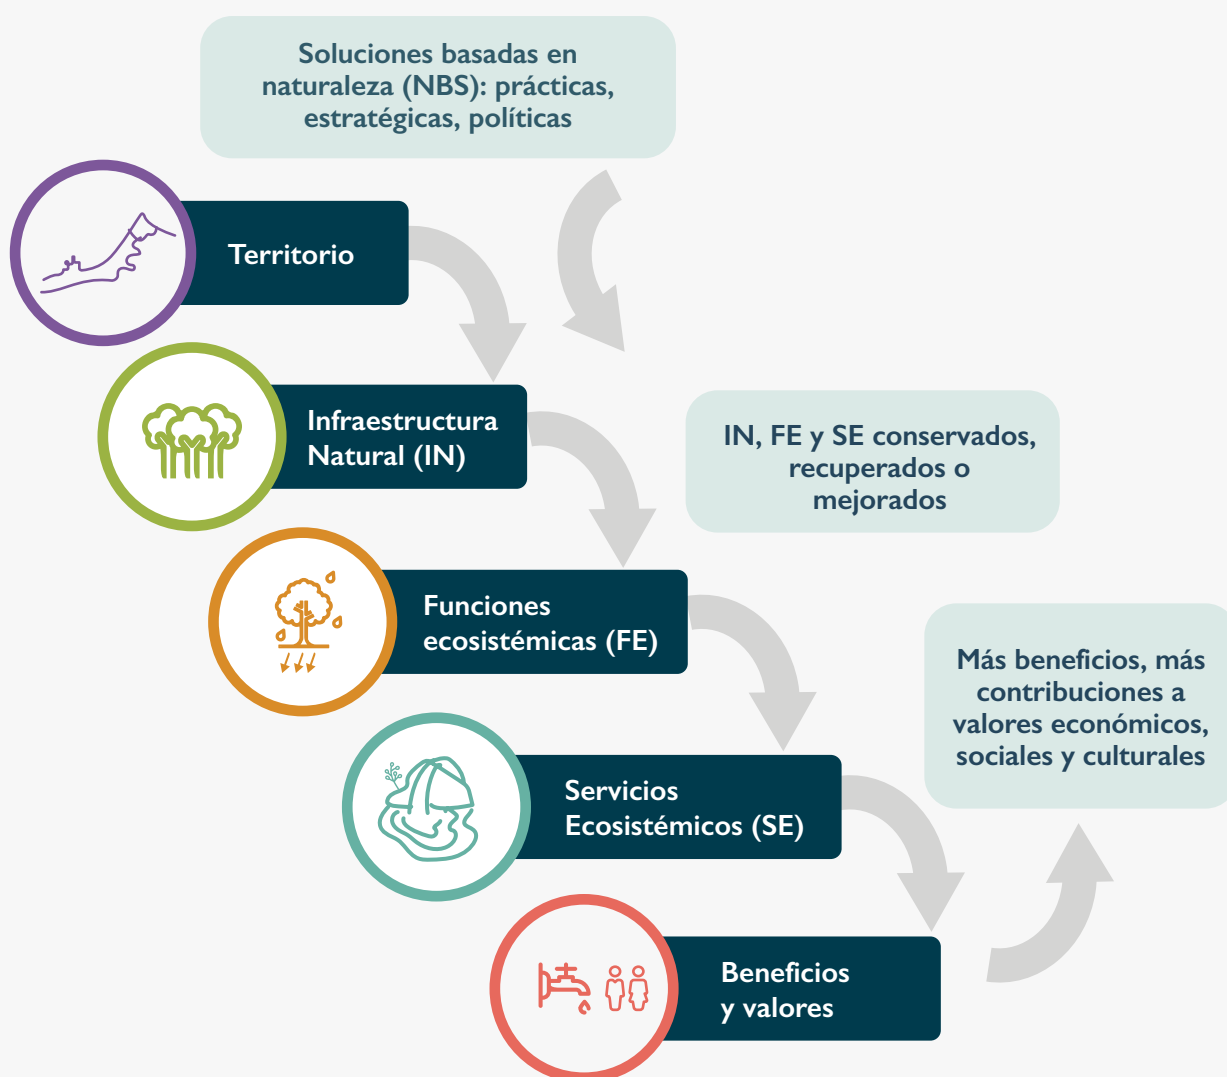 Soluciones basadas en
naturaleza (NBS): prácticas,
estratégicas, políticas
Territorio
Infraestructura
Natural (IN)
IN, FE y SE conservados,
recuperados o
mejorados
Funciones
ecosistémicas (FE)
Más beneficios, más
contribuciones a
valores económicos,
sociales y culturales
Servicios
Ecosistémicos (SE)
Beneficios
y valores